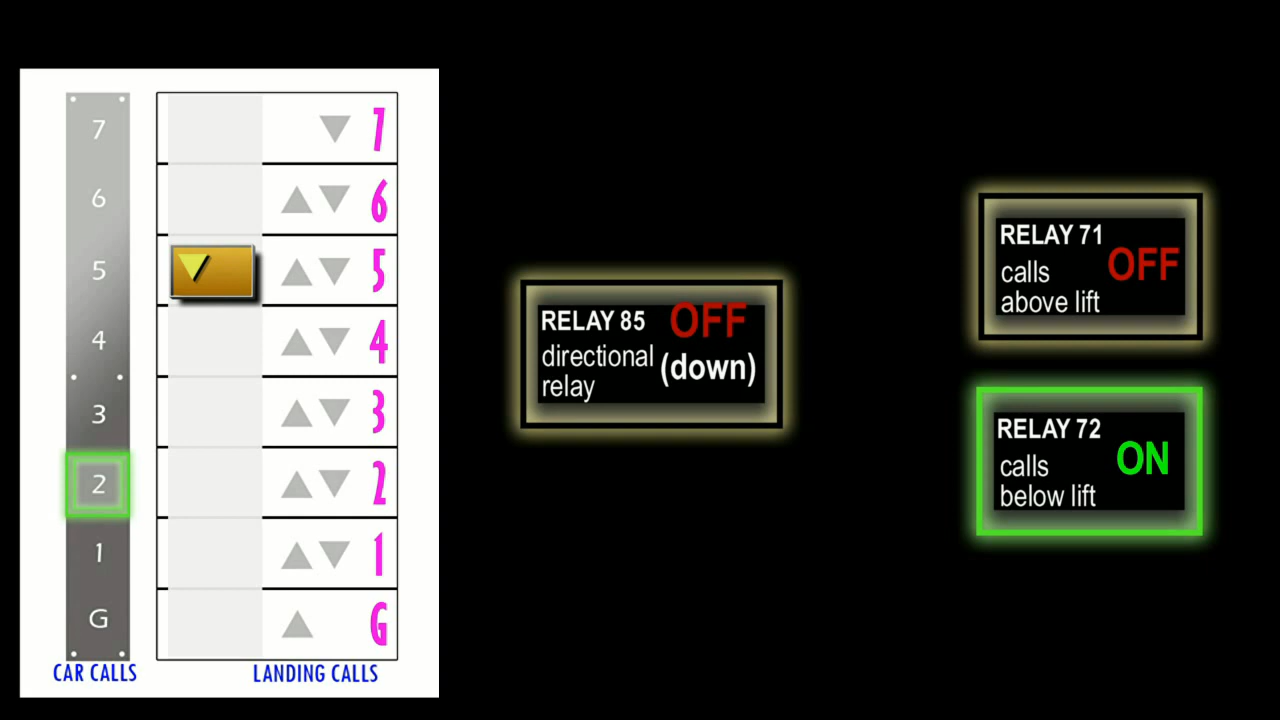 7
6
5
4
3
2
1
G
CAR CALLS
7
6
5
4
3
2
1
G
LANDING CALLS
RELAY 85 OFF
directional (down)
relay
RELAY 71
calls OFF
above lift
RELAY 72
calls ON
below lift